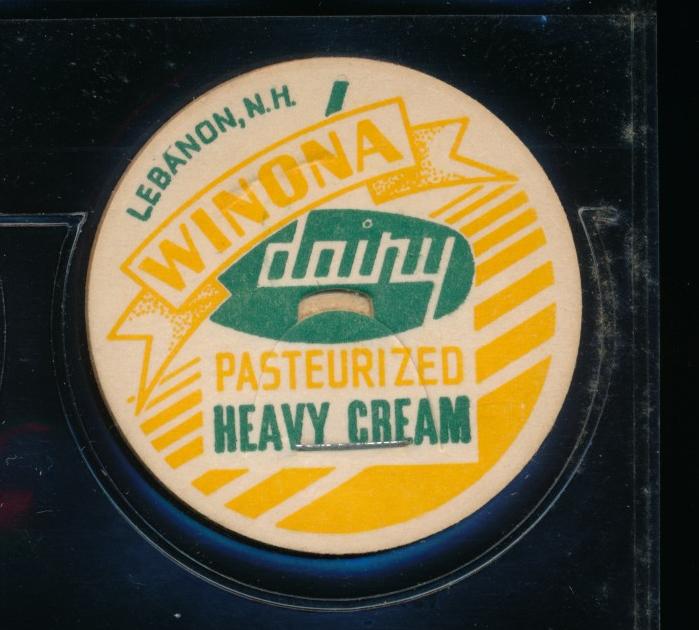 LEBANON, N.H.
WINONA
dairy
PASTEURIZED
HEAVY CREAM